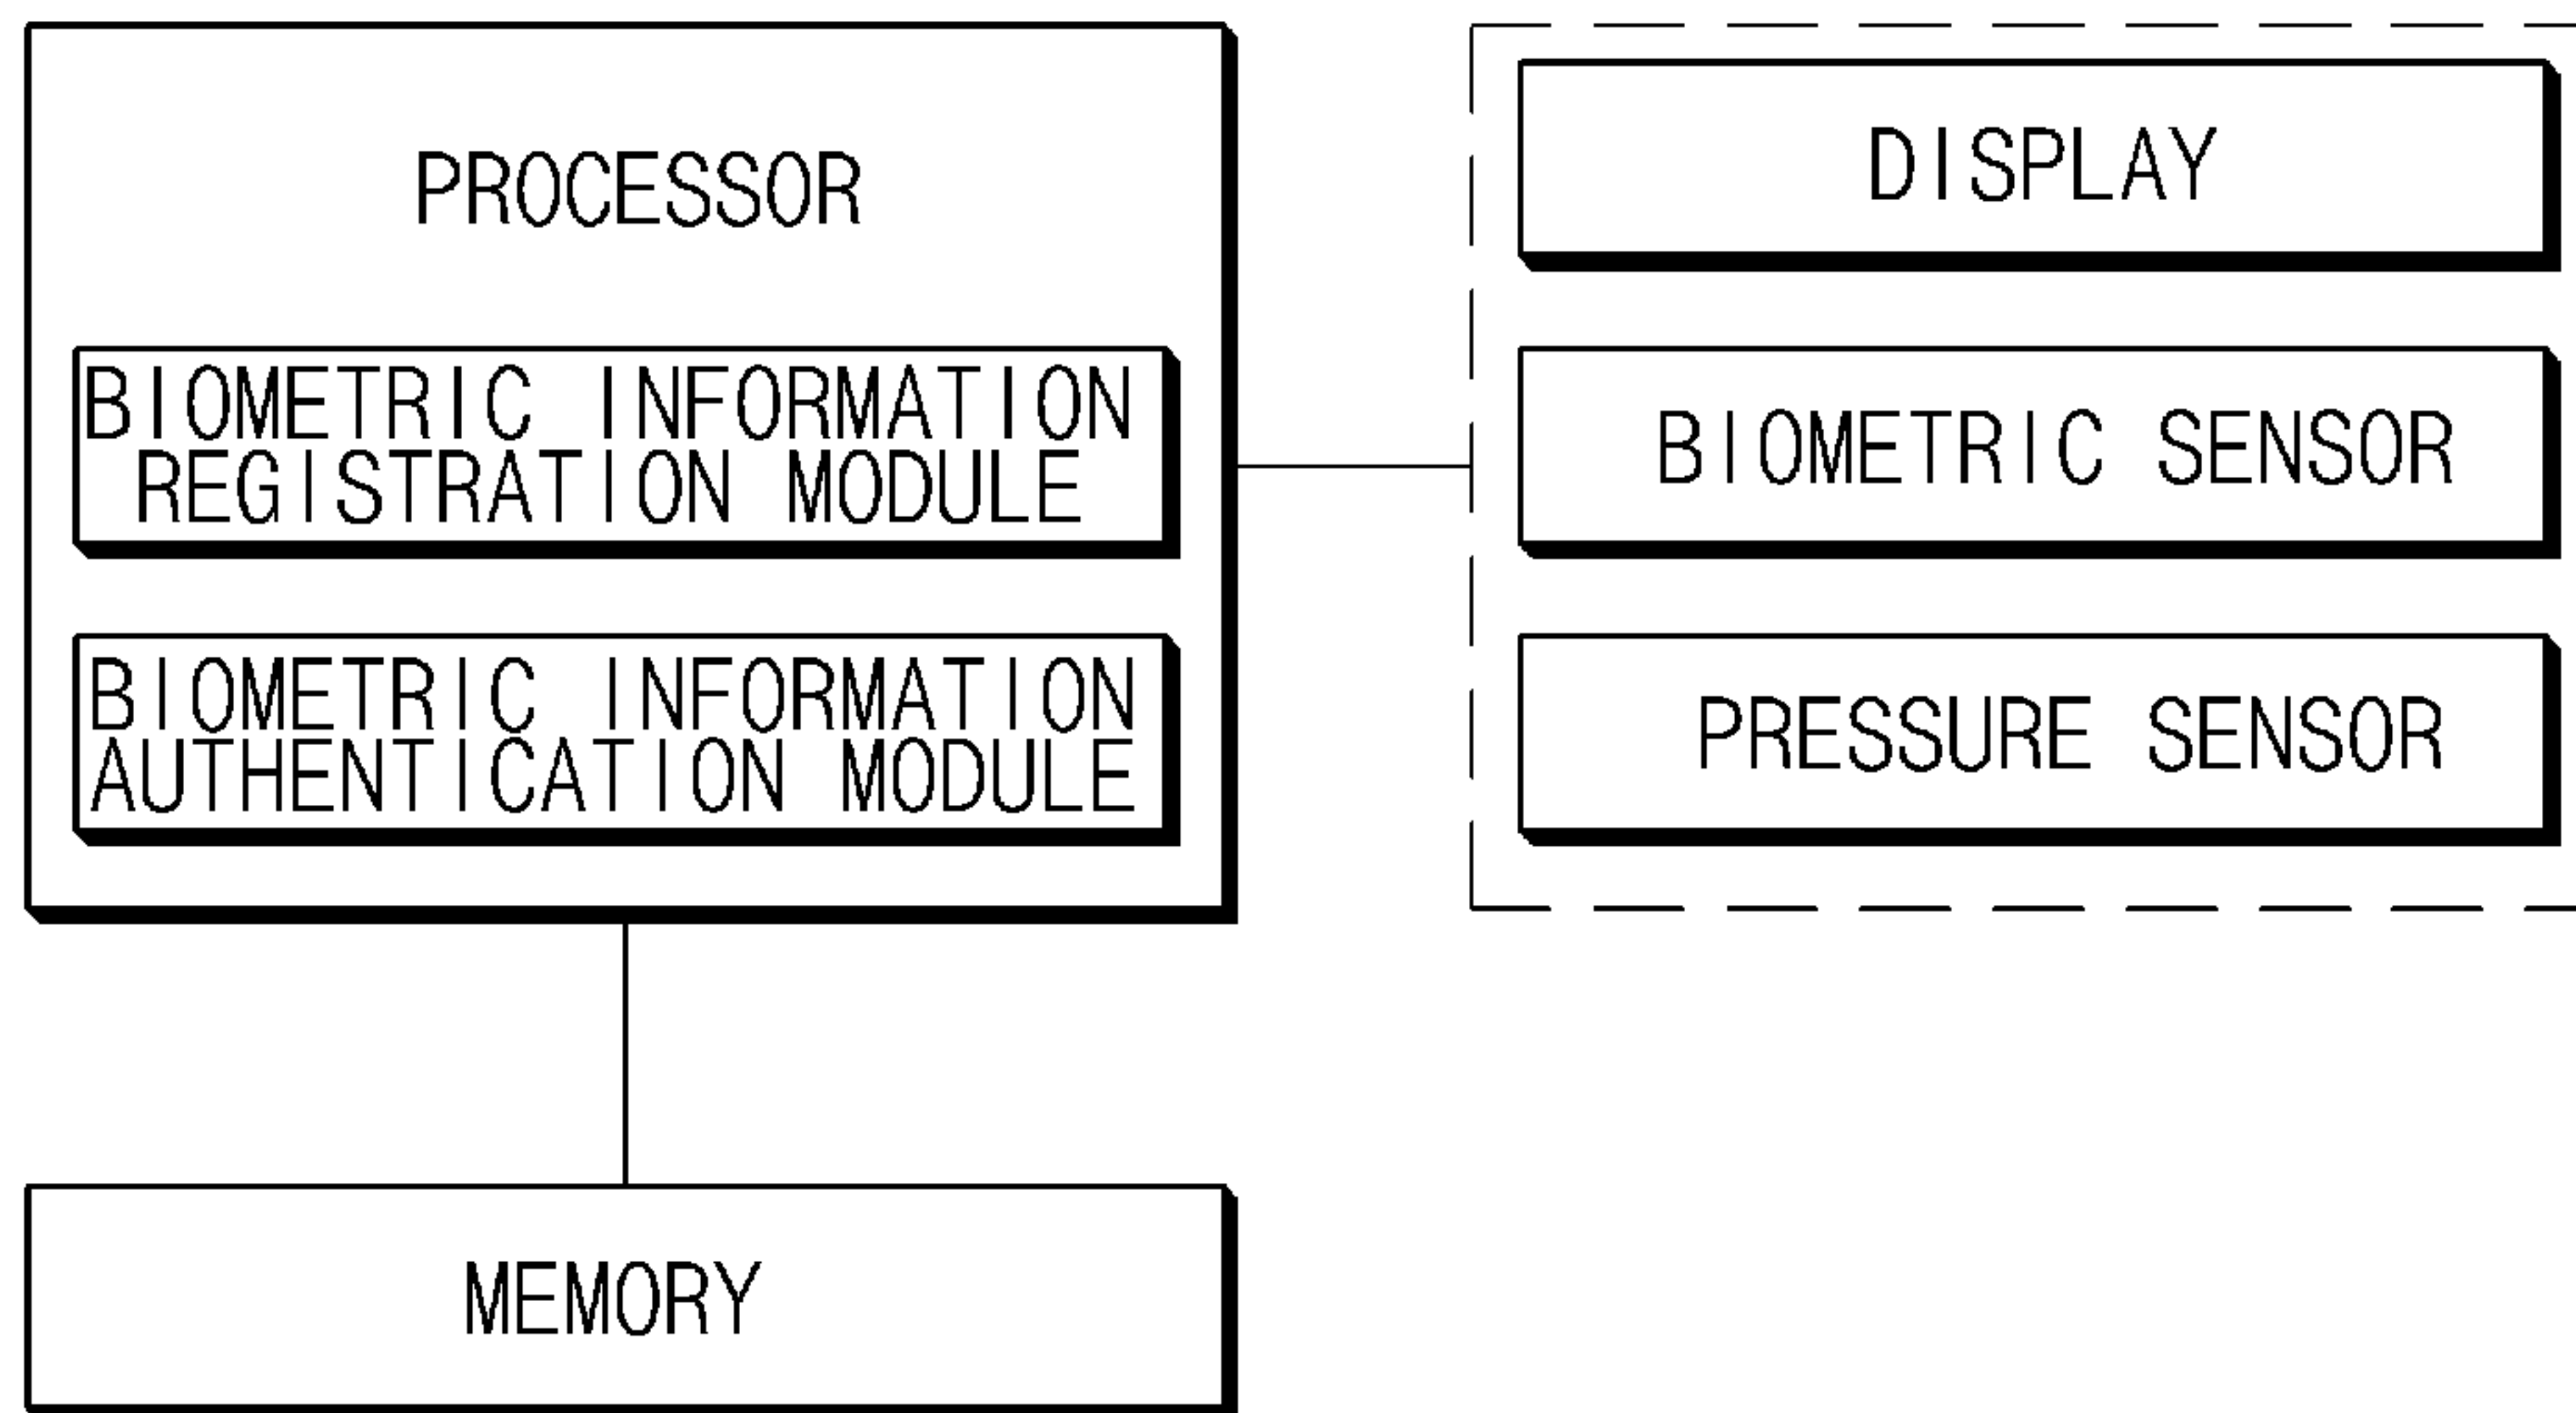 PROCESSOR
BIOMETRIC INFORMATION
REGISTRATION MODULE
BIOMETRIC INFORMATION
AUTHENTICATION MODULE
DISPLAY
BIOMETRIC SENSOR
PRESSURE SENSOR
MEMORY